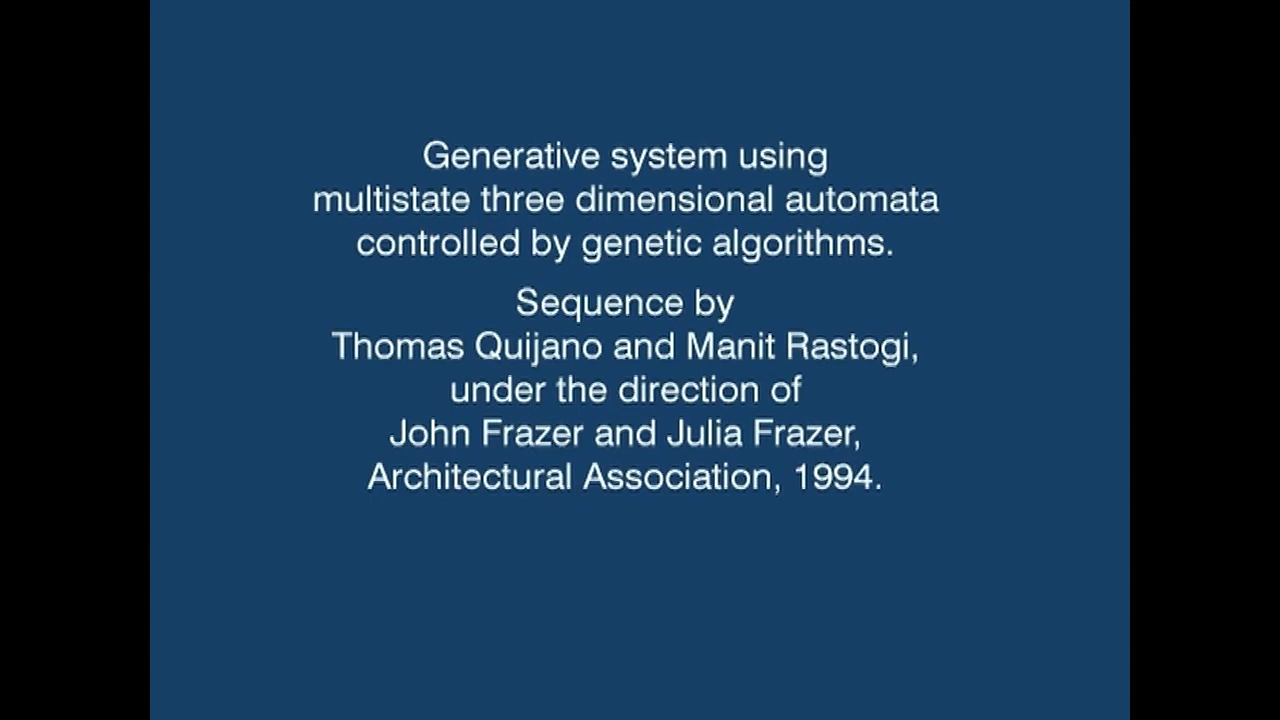 Generative system using
multistate three dimensional automata
controlled by genetic algorithms.
Sequence by
Thomas Quijano and Manit Rastogi,
under the direction of
John Frazer and Julia Frazer,
Architectural Association, 1994.